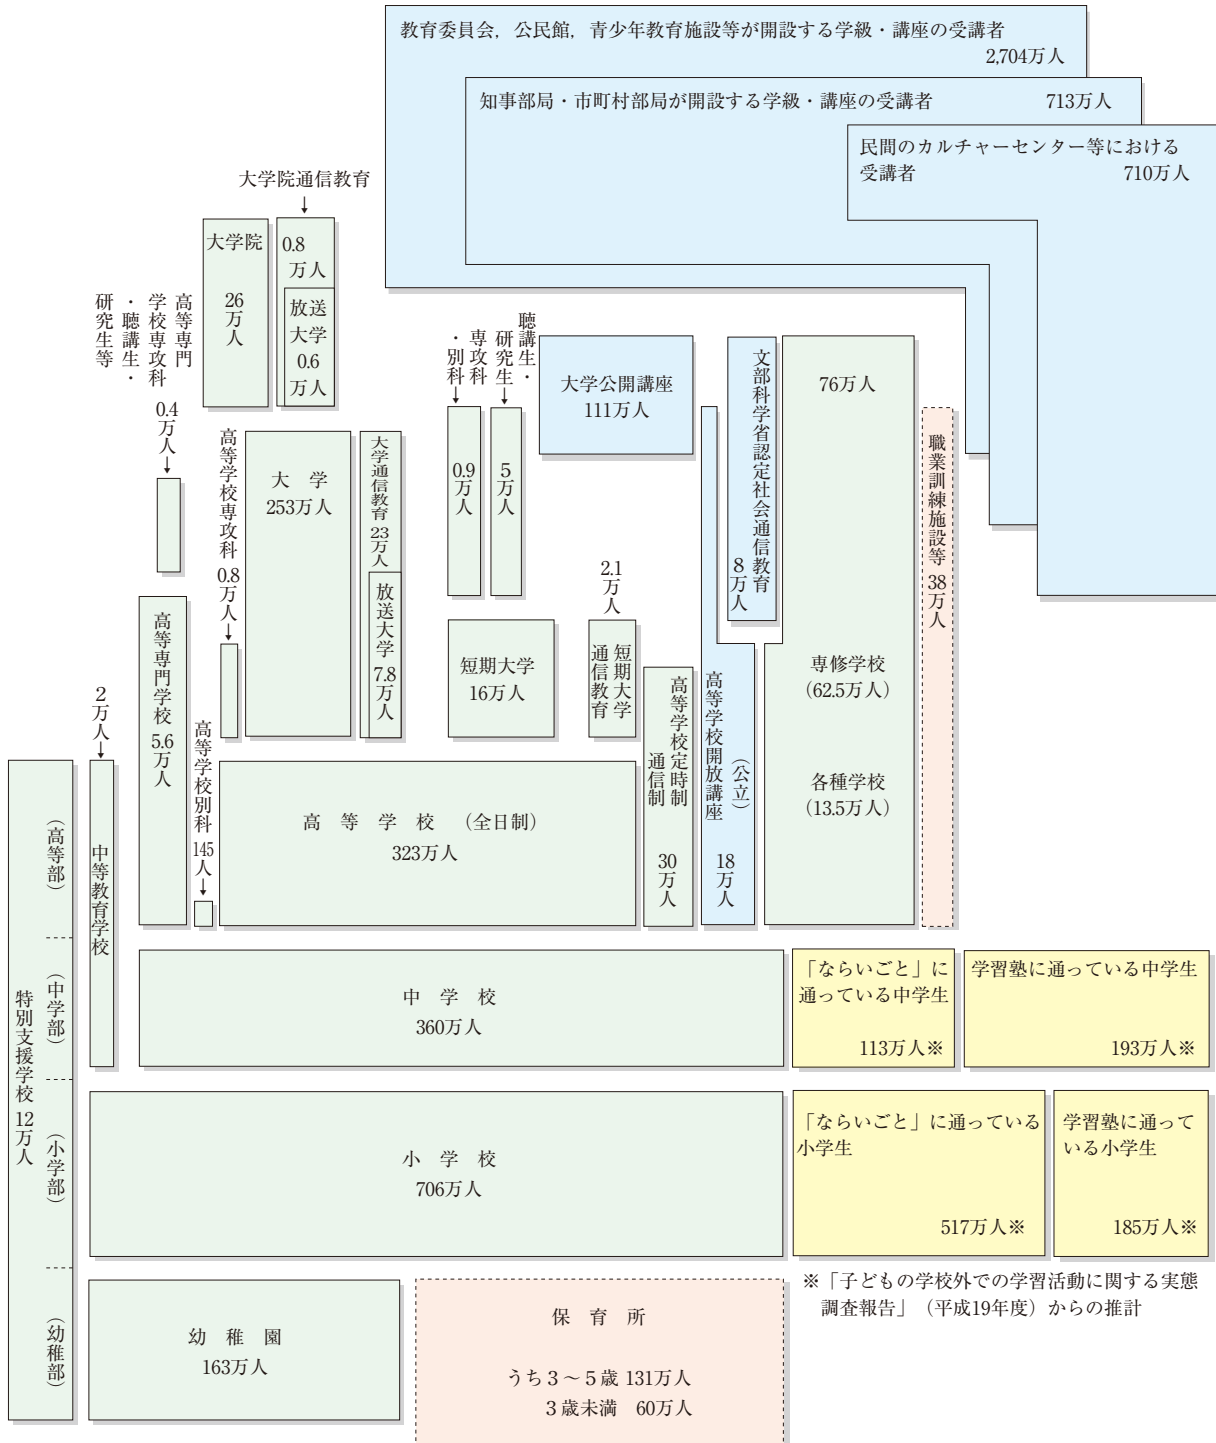 教育委員会，公民館，青少年教育施設等が開設する学級・講座の受講者
2,704万人
知事部局・市町村部局が開設する学級・講座の受講者　713万人
民間のカルチャーセンター等における
受講者　710万人
大学院通信教育
大学院
26万人
0.8万人
放送大学
0.6万人
高等専門
学校専攻科
・聴講生・
研究生等
0.4万人
高等学校専攻科
0.8万人
大　学
253万人
大学通信教育 23万人
放送大学 7.8万人
専攻科
・別科
0.9万人
聴講生・
研究生
5万人
大学公開講座
111万人
文部科学省認定社会通信教育
8万人
76万人
専修学校
（62.5万人）
各種学校
（13.5万人）
職業訓練施設等 38万人
高等専門学校 5.6万人
短期大学
16万人
2.1万人
短期大学
通信教育
高等学校定時制
通信制
30万人
高等学校開放講座
（公立）
18万人
2万人
中等教育学校
高等学校別科 145人
高　等　学　校　（全日制）
323万人
特別支援学校 12万人
（高等部）
（中学部）
（小学部）
（幼稚部）
中　学　校
360万人
「ならいごと」に
通っている中学生
113万人※
学習塾に通っている中学生
193万人※
小　学　校
706万人
「ならいごと」に通っている
小学生
517万人※
学習塾に通って
いる小学生
185万人※
幼　稚　園
163万人
保　育　所
うち３～５歳 131万人
３歳未満　60万人
※「子どもの学校外での学習活動に関する実態
調査報告」（平成19年度）からの推計